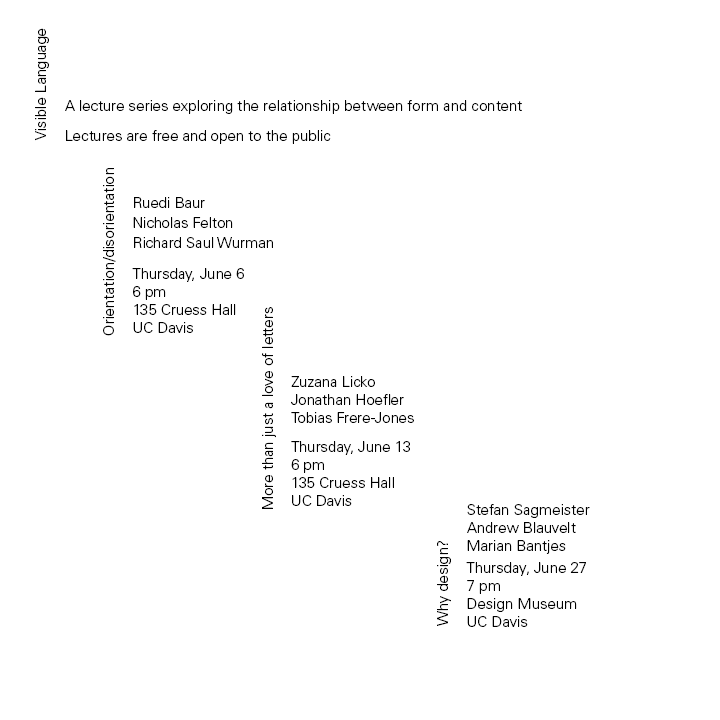 Visible Language
A lecture series exploring the relationship between form and content
Lectures are free and open to the public
Orientation/disorientation
Ruedi Baur
Nicholas Felton
Richard Saul Wurman
Thursday, June 6
6 pm
135 Cruess Hall
UC Davis
More than just a love of letters
Zuzana Licko
Jonathan Hoefler
Tobias Frere-Jones
Thursday, June 13
6 pm
135 Cruess Hall
UC Davis
Why design?
Stefan Sagmeister
Andrew Blauvelt
Marian Bantjes
Thursday, June 27
7 pm
Design Museum
UC Davis